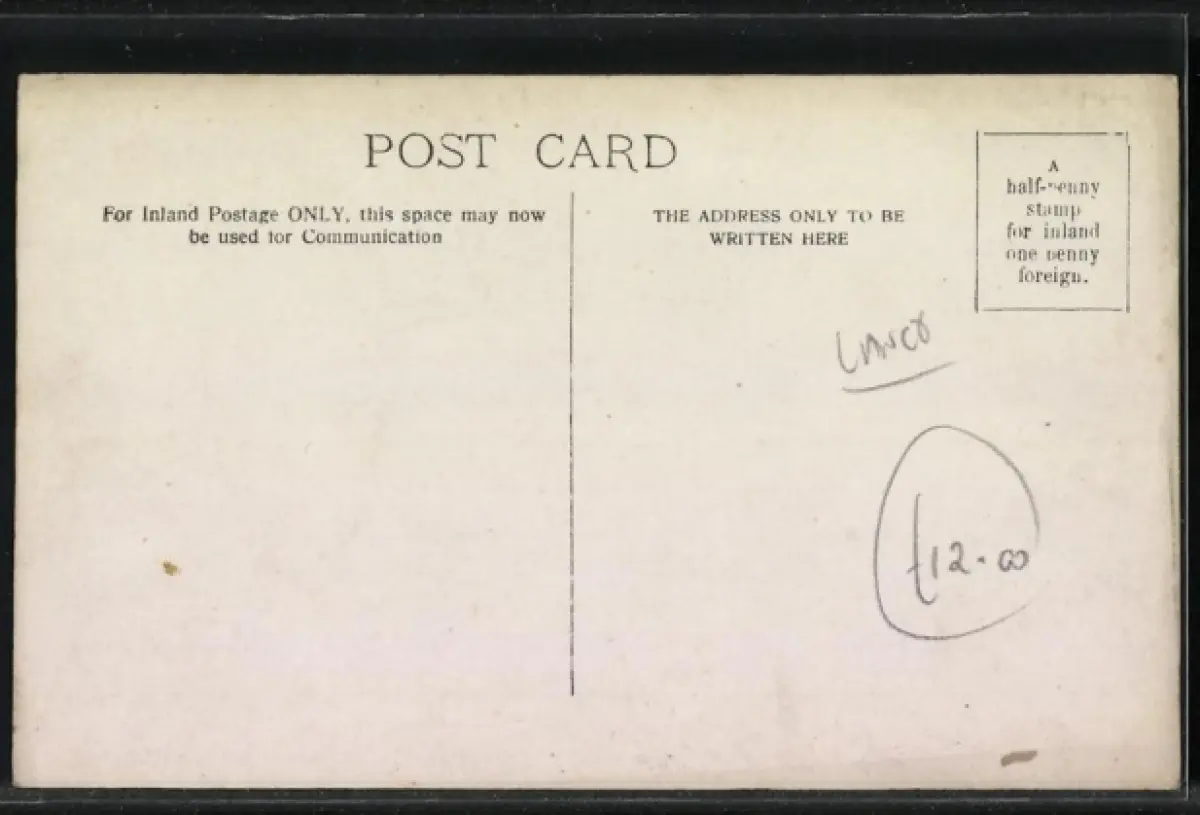 POST CARD
For Inland Postage ONLY, this space may now
be used for Communication
THE ADDRESS ONLY TO BE
WRITTEN HERE
A
half-penny
stamp
for inland
one penny
foreign.
£12.00